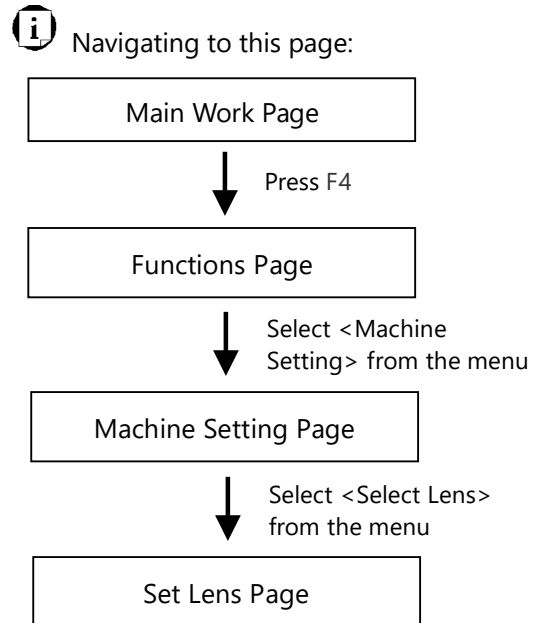 i
Navigating to this page:
Main Work Page
Press F4
Functions Page
Select <Machine
Setting> from the menu
Machine Setting Page
Select <Select Lens>
from the menu
Set Lens Page